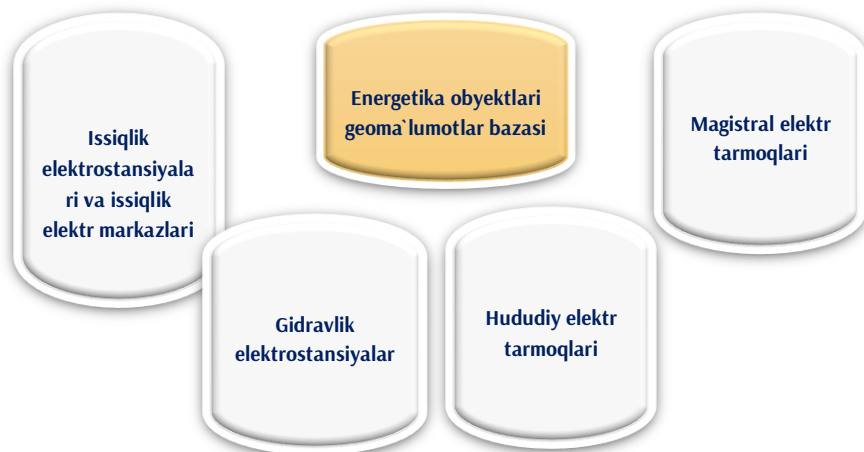 Issiqlik
elektrostansiyala
ri va issiqlik
elektr markazlari
Energetika obyektlari
geoma`lumotlar bazasi
Magistral elektr
tarmoqlari
Gidravlik
elektrostansiyalar
Hududiy elektr
tarmoqlari